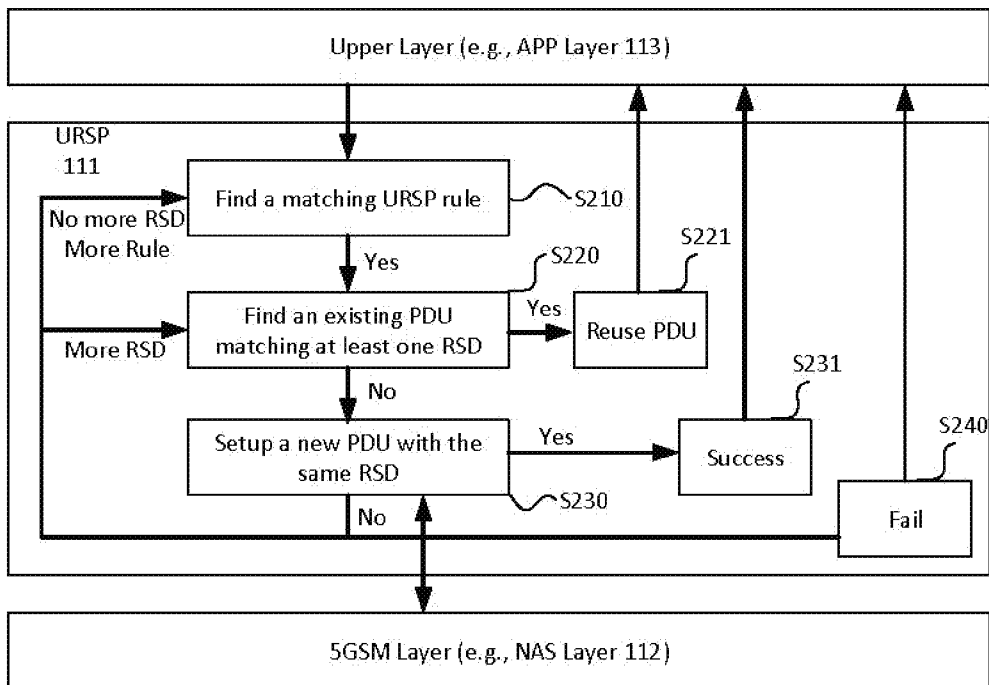 Upper Layer (e.g., APP Layer 113)
URSP
111
Find a matching URSP rule
S210
No more RSD
More Rule
Yes
S220
S221
Find an existing PDU
matching at least one RSD
Yes
Reuse PDU
More RSD
No
S231
Setup a new PDU with the
same RSD
Yes
Success
S240
S230
No
Fail
5GSM Layer (e.g., NAS Layer 112)